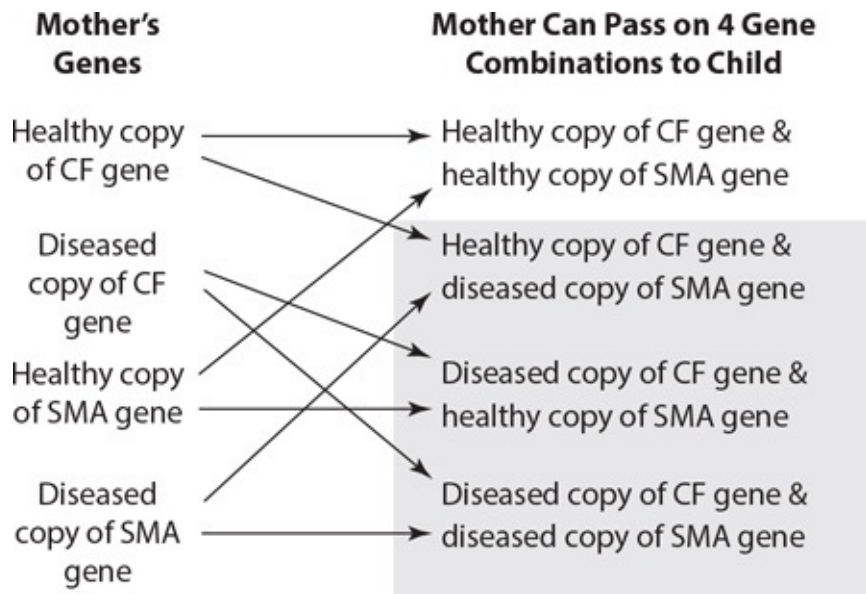 Mother's
Genes
Healthy copy
of CF gene
Diseased
copy of CF
gene
Healthy copy
of SMA gene
Diseased
copy of SMA
gene
Mother Can Pass on 4 Gene
Combinations to Child
Healthy copy of CF gene &
healthy copy of SMA gene
Healthy copy of CF gene &
diseased copy of SMA gene
Diseased copy of CF gene &
healthy copy of SMA gene
Diseased copy of CF gene &
diseased copy of SMA gene